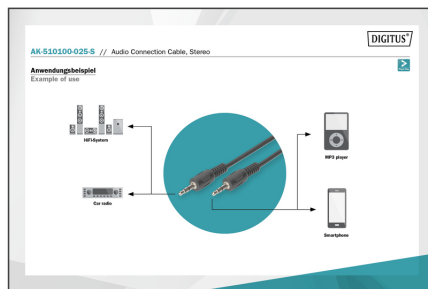 DIGITUS®
AK-510100-025-S // Audio Connection Cable, Stereo
Anwendungsbeispiel
Example of use
HiFi-System
MP3 player
Car radio
Smartphone